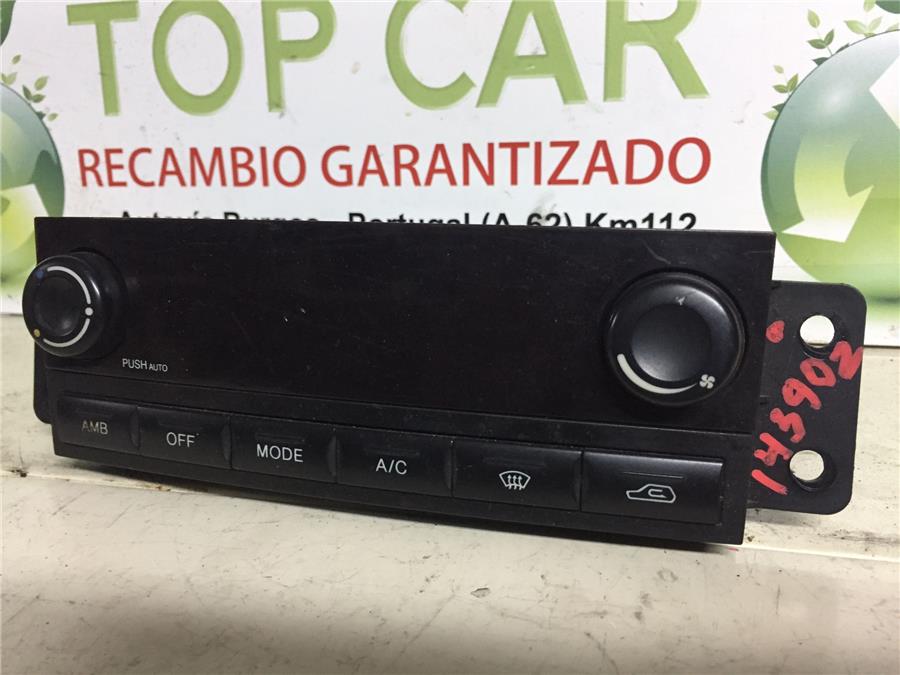 TOP CAR
RECAMBIO GARANTIZADO
Autovía Burgos - Portugal (A-62) Km112
PUSH AUTO
AMB
OFF
MODE
A/C
143902